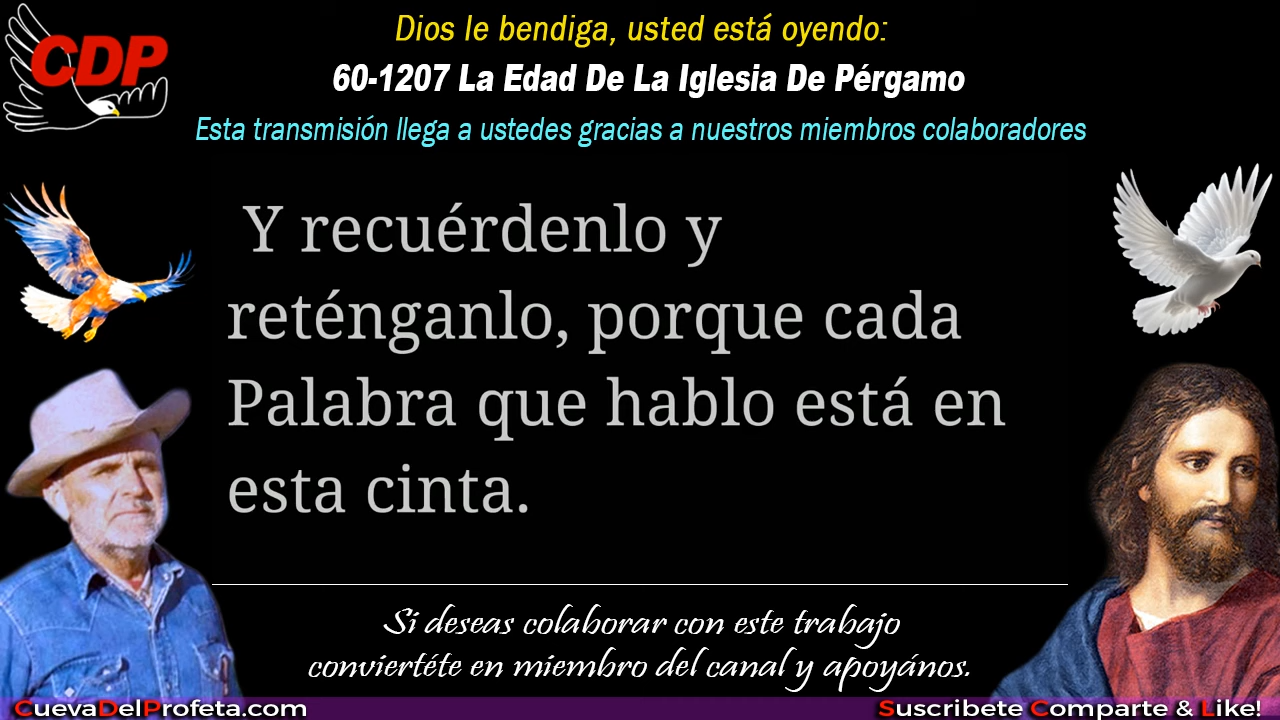 CDP
Dios le bendiga, usted está oyendo:
60-1207 La Edad De La Iglesia De Pérgamo
Esta transmisión llega a ustedes gracias a nuestros miembros colaboradores
Y recuérdenlo y
reténganlo, porque cada
Palabra que hablo está en
esta cinta.
Si deseas colaborar con este trabajo
conviertéte en miembro del canal y apoyános.
CuevaDelProfeta.com
Suscribete Comparte & Like!